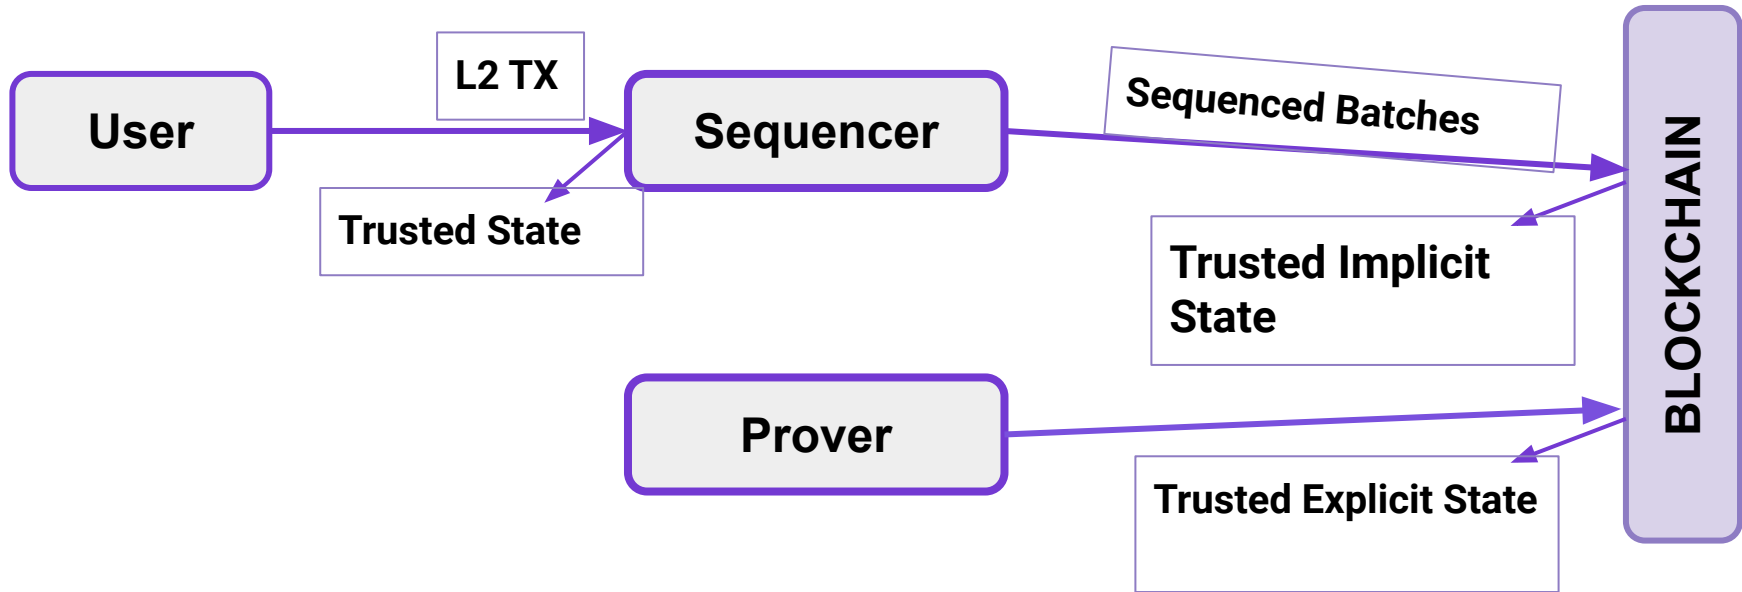 L2 TX
User
Sequencer
Sequenced Batches
Trusted State
Trusted Implicit
State
BLOCKCHAIN
Prover
Trusted Explicit State